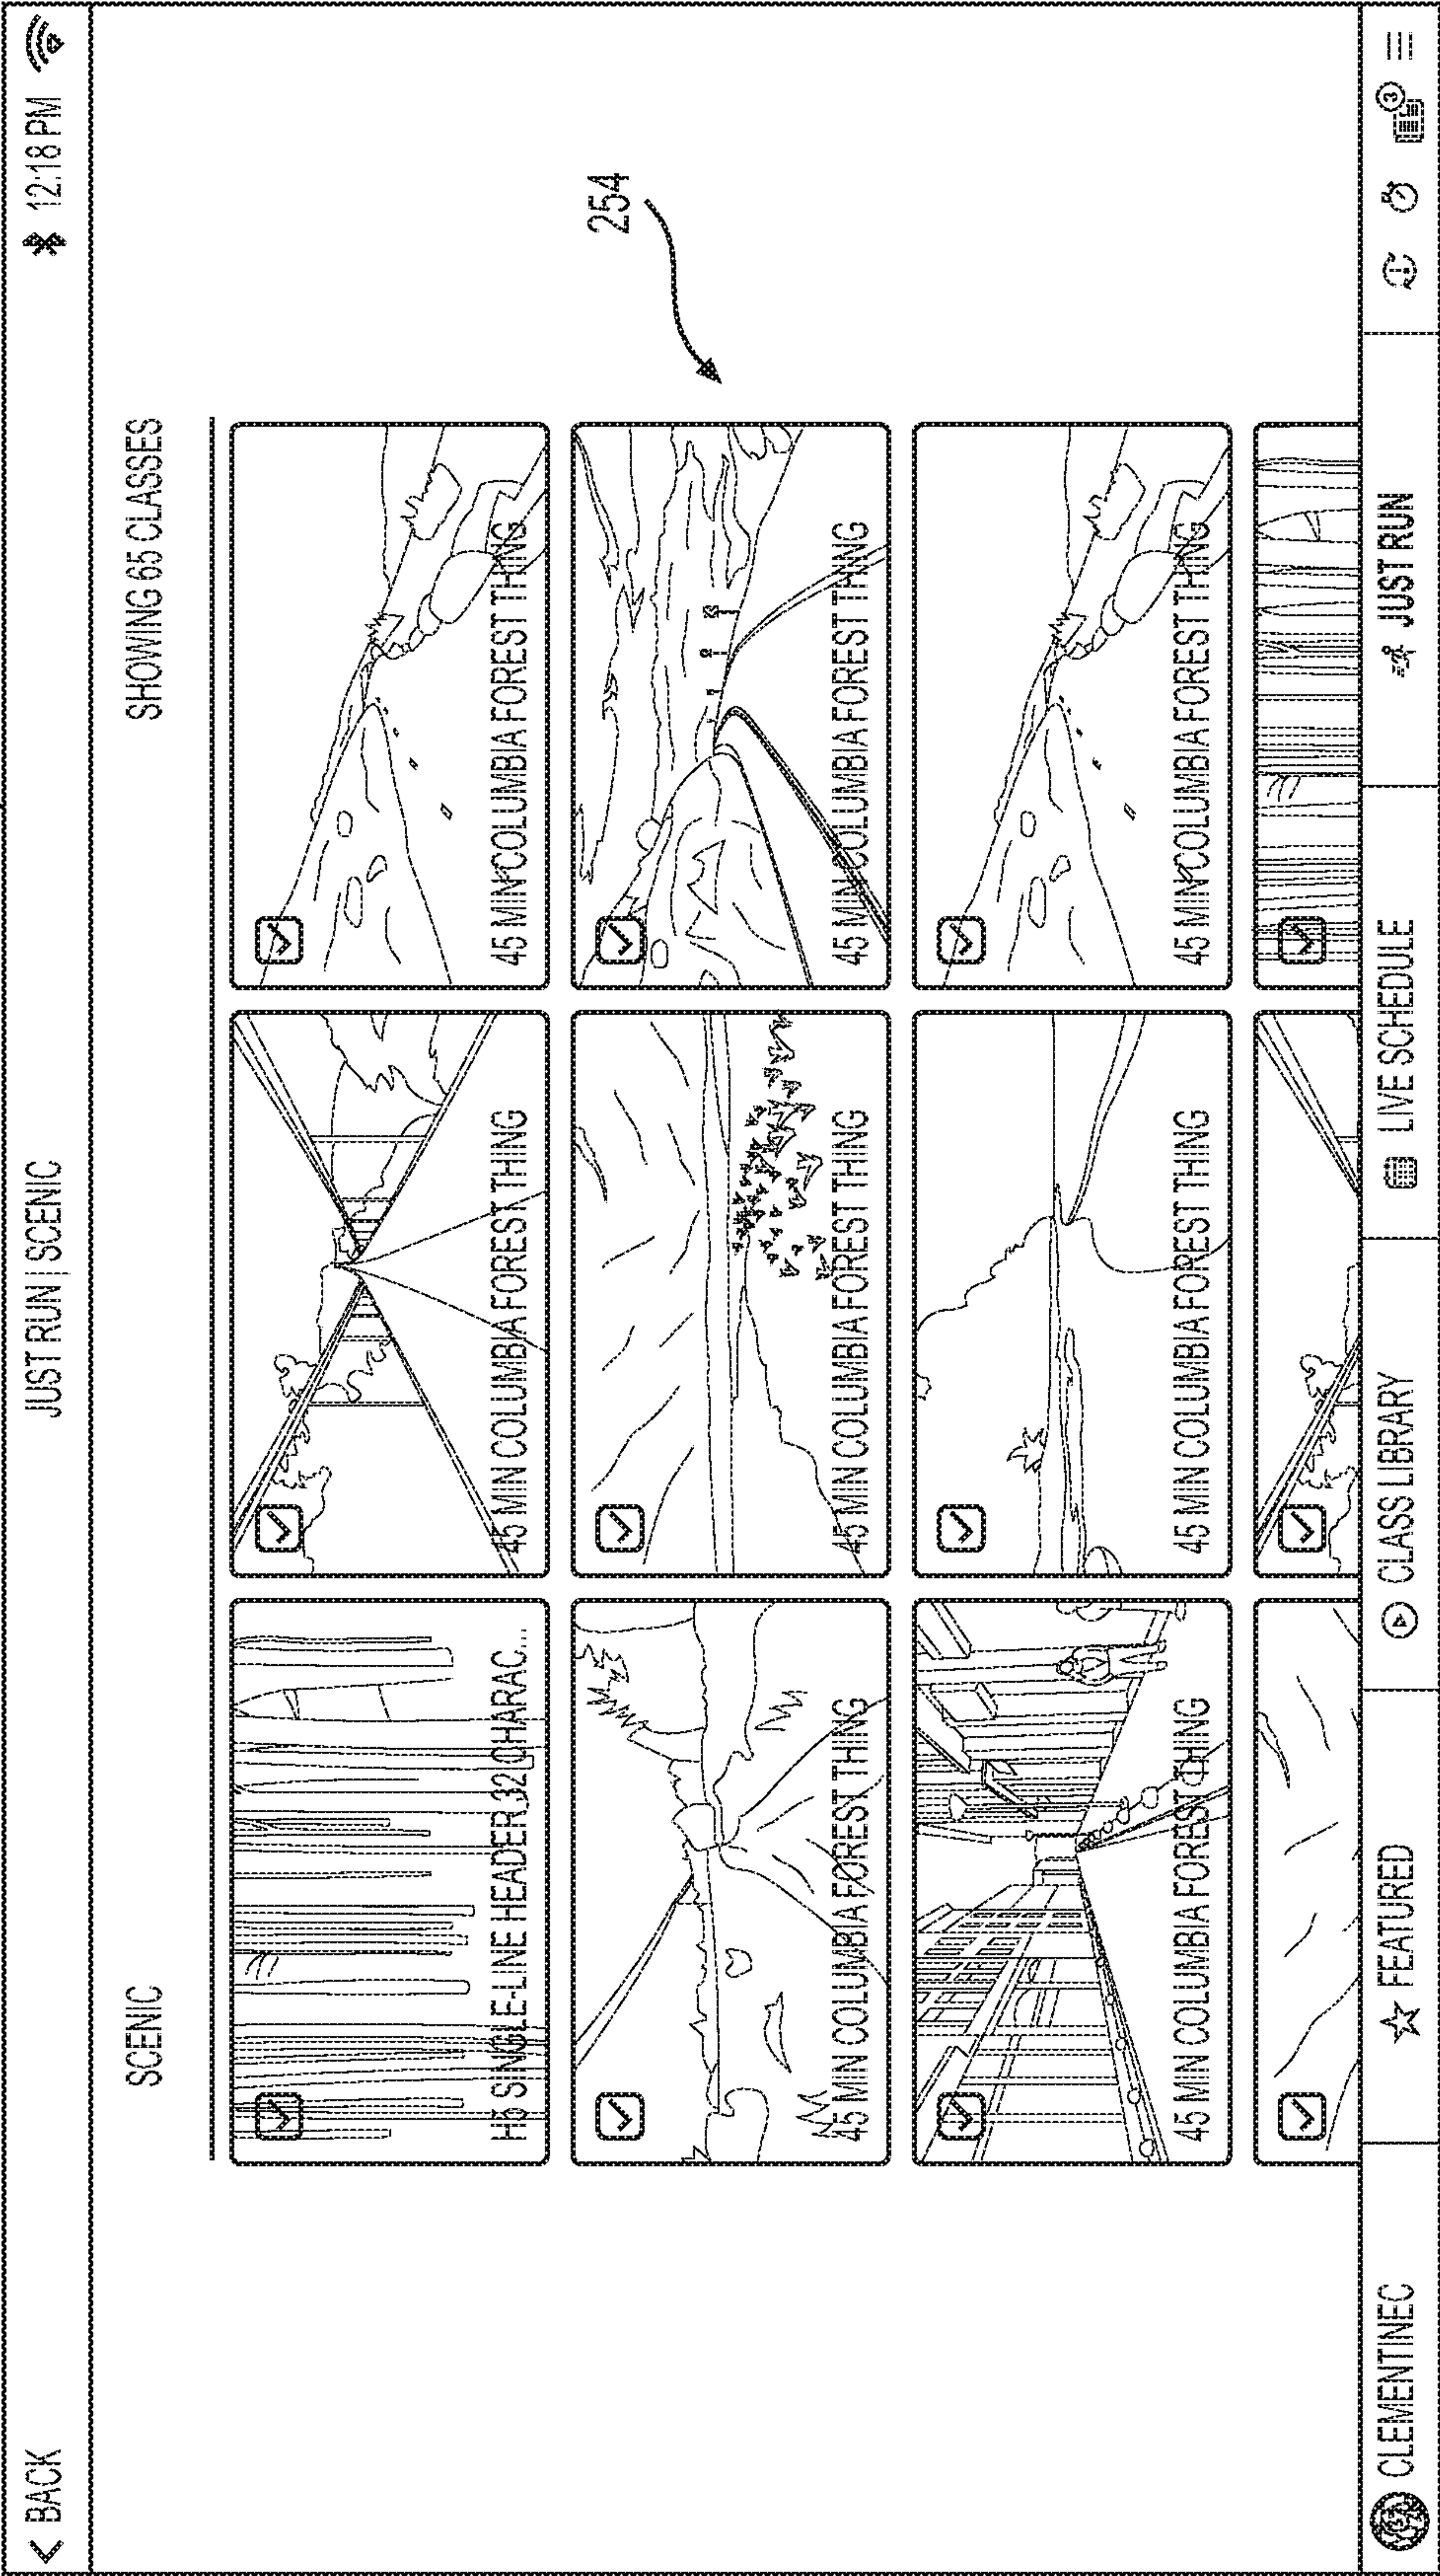 < BACK
JUST RUN | SCENIC
12:18 PM
SCENIC
SHOWING 65 CLASSES
H5 SINGLE-LINE HEADER 32 CHARAC...
45 MIN COLUMBIA FOREST THING
45 MIN COLUMBIA FOREST THING
254
45 MIN COLUMBIA FOREST THING
45 MIN COLUMBIA FOREST THING
45 MIN COLUMBIA FOREST THING
45 MIN COLUMBIA FOREST THING
45 MIN COLUMBIA FOREST THING
45 MIN COLUMBIA FOREST THING
CLEMENTINEC
FEATURED
CLASS LIBRARY
LIVE SCHEDULE
JUST RUN
3